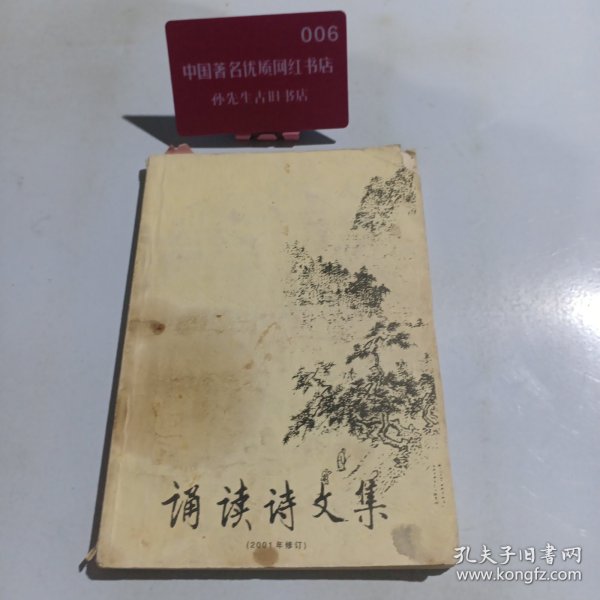 006
中国著名优质网红书店
孙先生古旧书店
诵读诗文集
(2001年修订)
孔夫子旧书网
www.kongfz.com